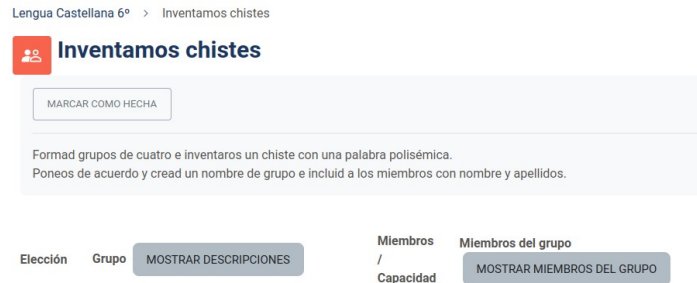 Lengua Castellana 6º > Inventamos chistes
Inventamos chistes
MARCAR COMO HECHA
Formad grupos de cuatro e inventaros un chiste con una palabra polisémica.
Poneos de acuerdo y cread un nombre de grupo e incluid a los miembros con nombre y apellidos.
Elección
Grupo
MOSTRAR DESCRIPCIONES
Miembros
/
Capacidad
Miembros del grupo
MOSTRAR MIEMBROS DEL GRUPO